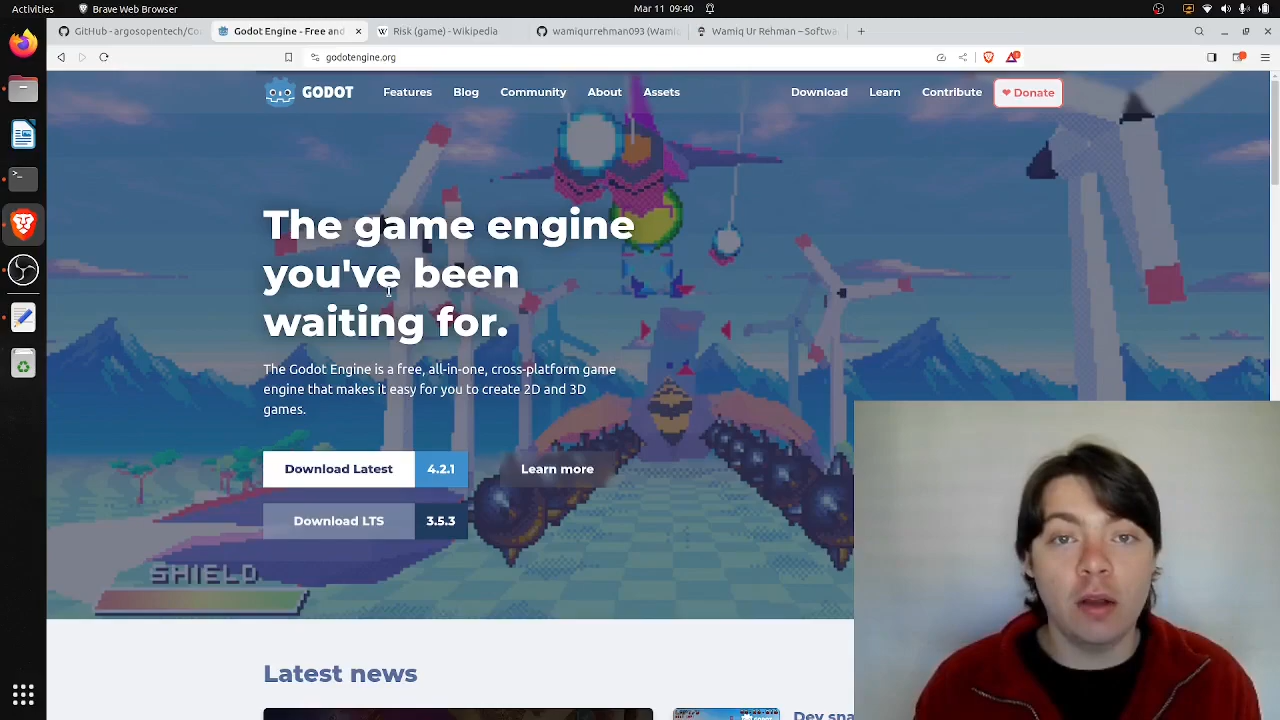 Activities
Brave Web Browser
Mar 11 09:40
GitHub - argosopentech/Co
Godot Engine - Free and
Risk (game) - Wikipedia
wamiqurrehman093 (Wamiq
Wamiq Ur Rehman – Softwa
godotengine.org
GODOT
Features
Blog
Community
About
Assets
Download
Learn
Contribute
Donate
The game engine
you've been
waiting for.
The Godot Engine is a free, all-in-one, cross-platform game
engine that makes it easy for you to create 2D and 3D
games.
Download Latest
4.2.1
Learn more
Download LTS
3.5.3
SHIELD
Latest news
Dev sna